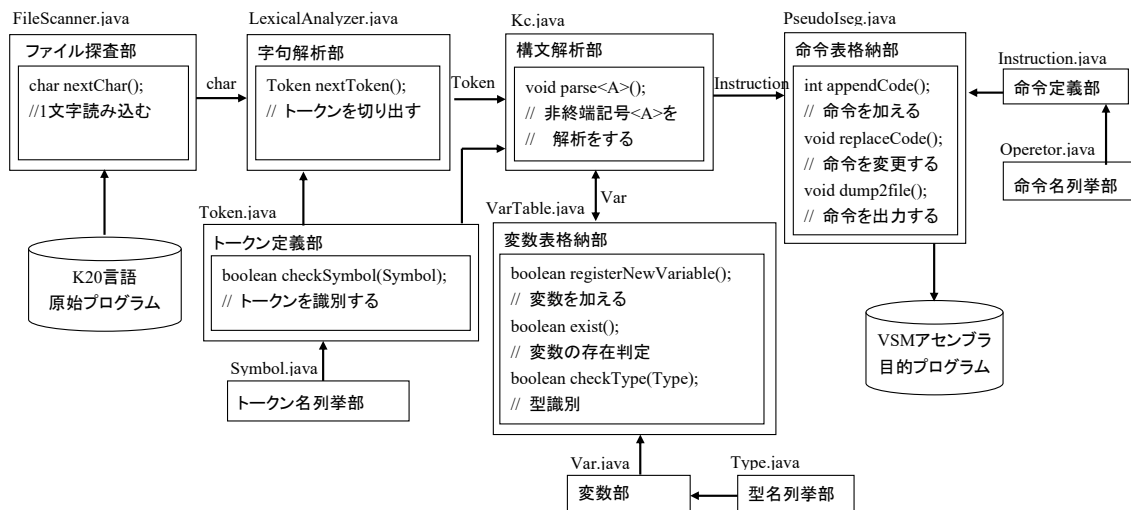 FileScanner.java
ファイル探査部
char nextChar();
//1文字読み込む
char
K20言語
原始プログラム
LexicalAnalyzer.java
字句解析部
Token nextToken();
// トークンを切り出す
Token
Token.java
トークン定義部
boolean checkSymbol(Symbol);
// トークンを識別する
Symbol.java
トークン名列挙部
Kc.java
構文解析部
void parse<A>();
// 非終端記号<A>を
// 解析をする
Instruction
Var
VarTable.java
変数表格納部
boolean registerNewVariable();
// 変数を加える
boolean exist();
// 変数の存在判定
boolean checkType(Type);
// 型識別
Var.java
変数部
Type.java
型名列挙部
PseudoIseg.java
命令表格納部
int appendCode();
// 命令を加える
void replaceCode();
// 命令を変更する
void dump2file();
// 命令を出力する
Instruction.java
命令定義部
Operetor.java
命令名列挙部
VSMアセンブラ
目的プログラム